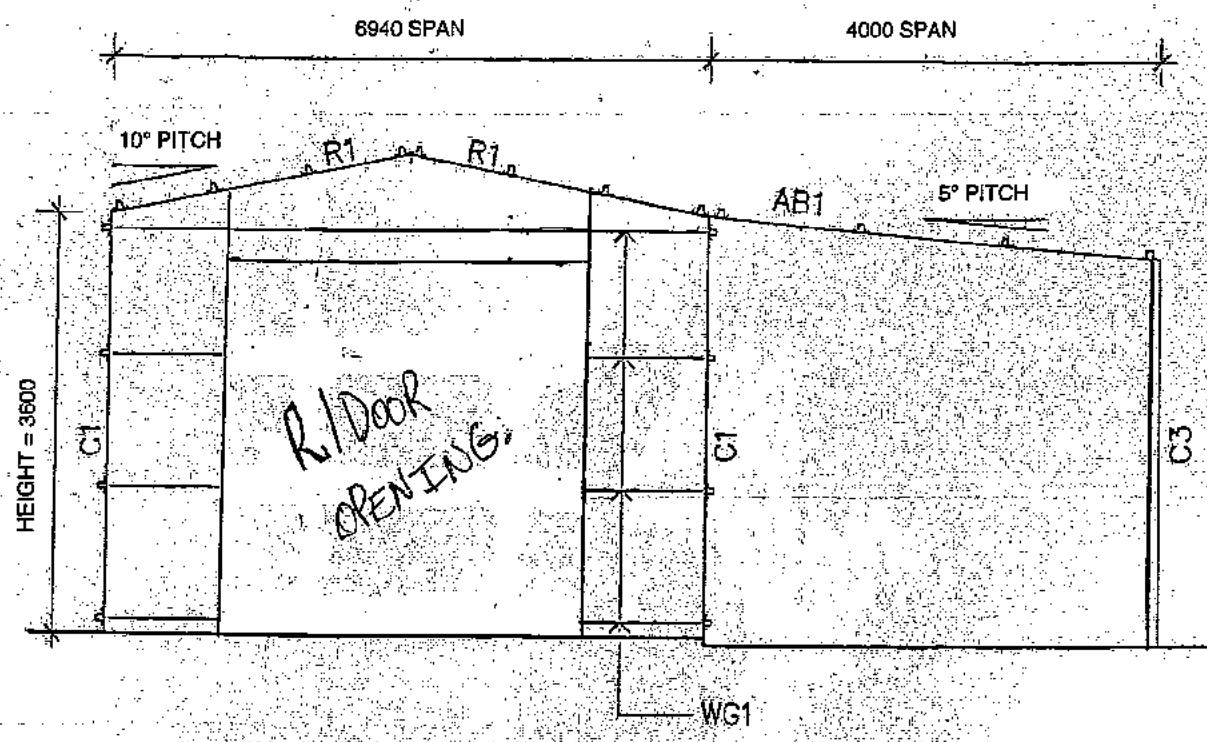 6940 SPAN
4000 SPAN
10° PITCH
R1
R1
AB1
5° PITCH
HEIGHT = 3600
C1
R/DOOR
OPENING.
C1
C3
WG1